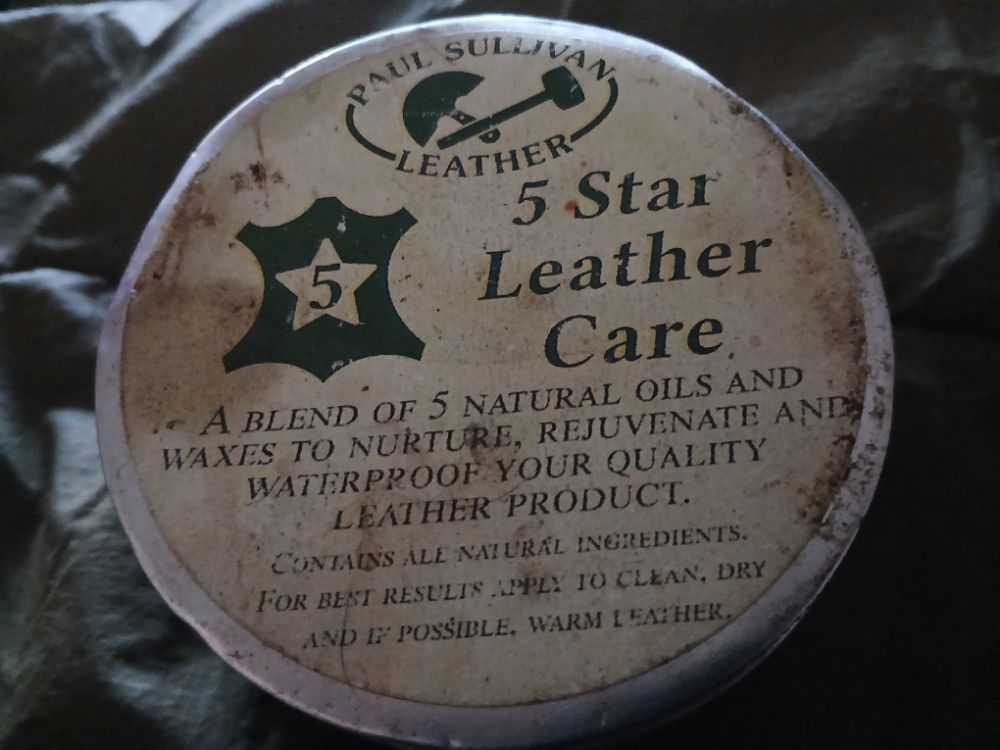 PAUL SULLIVAN
LEATHER
5 Star
Leather
Care
5
A BLEND OF 5 NATURAL OILS AND
WAXES TO NURTURE, REJUVENATE AND
WATERPROOF YOUR QUALITY
LEATHER PRODUCT.
CONTAINS ALL NATURAL INGREDIENTS.
FOR BEST RESULTS APPLY TO CLEAN, DRY
AND IF POSSIBLE, WARM LEATHER.